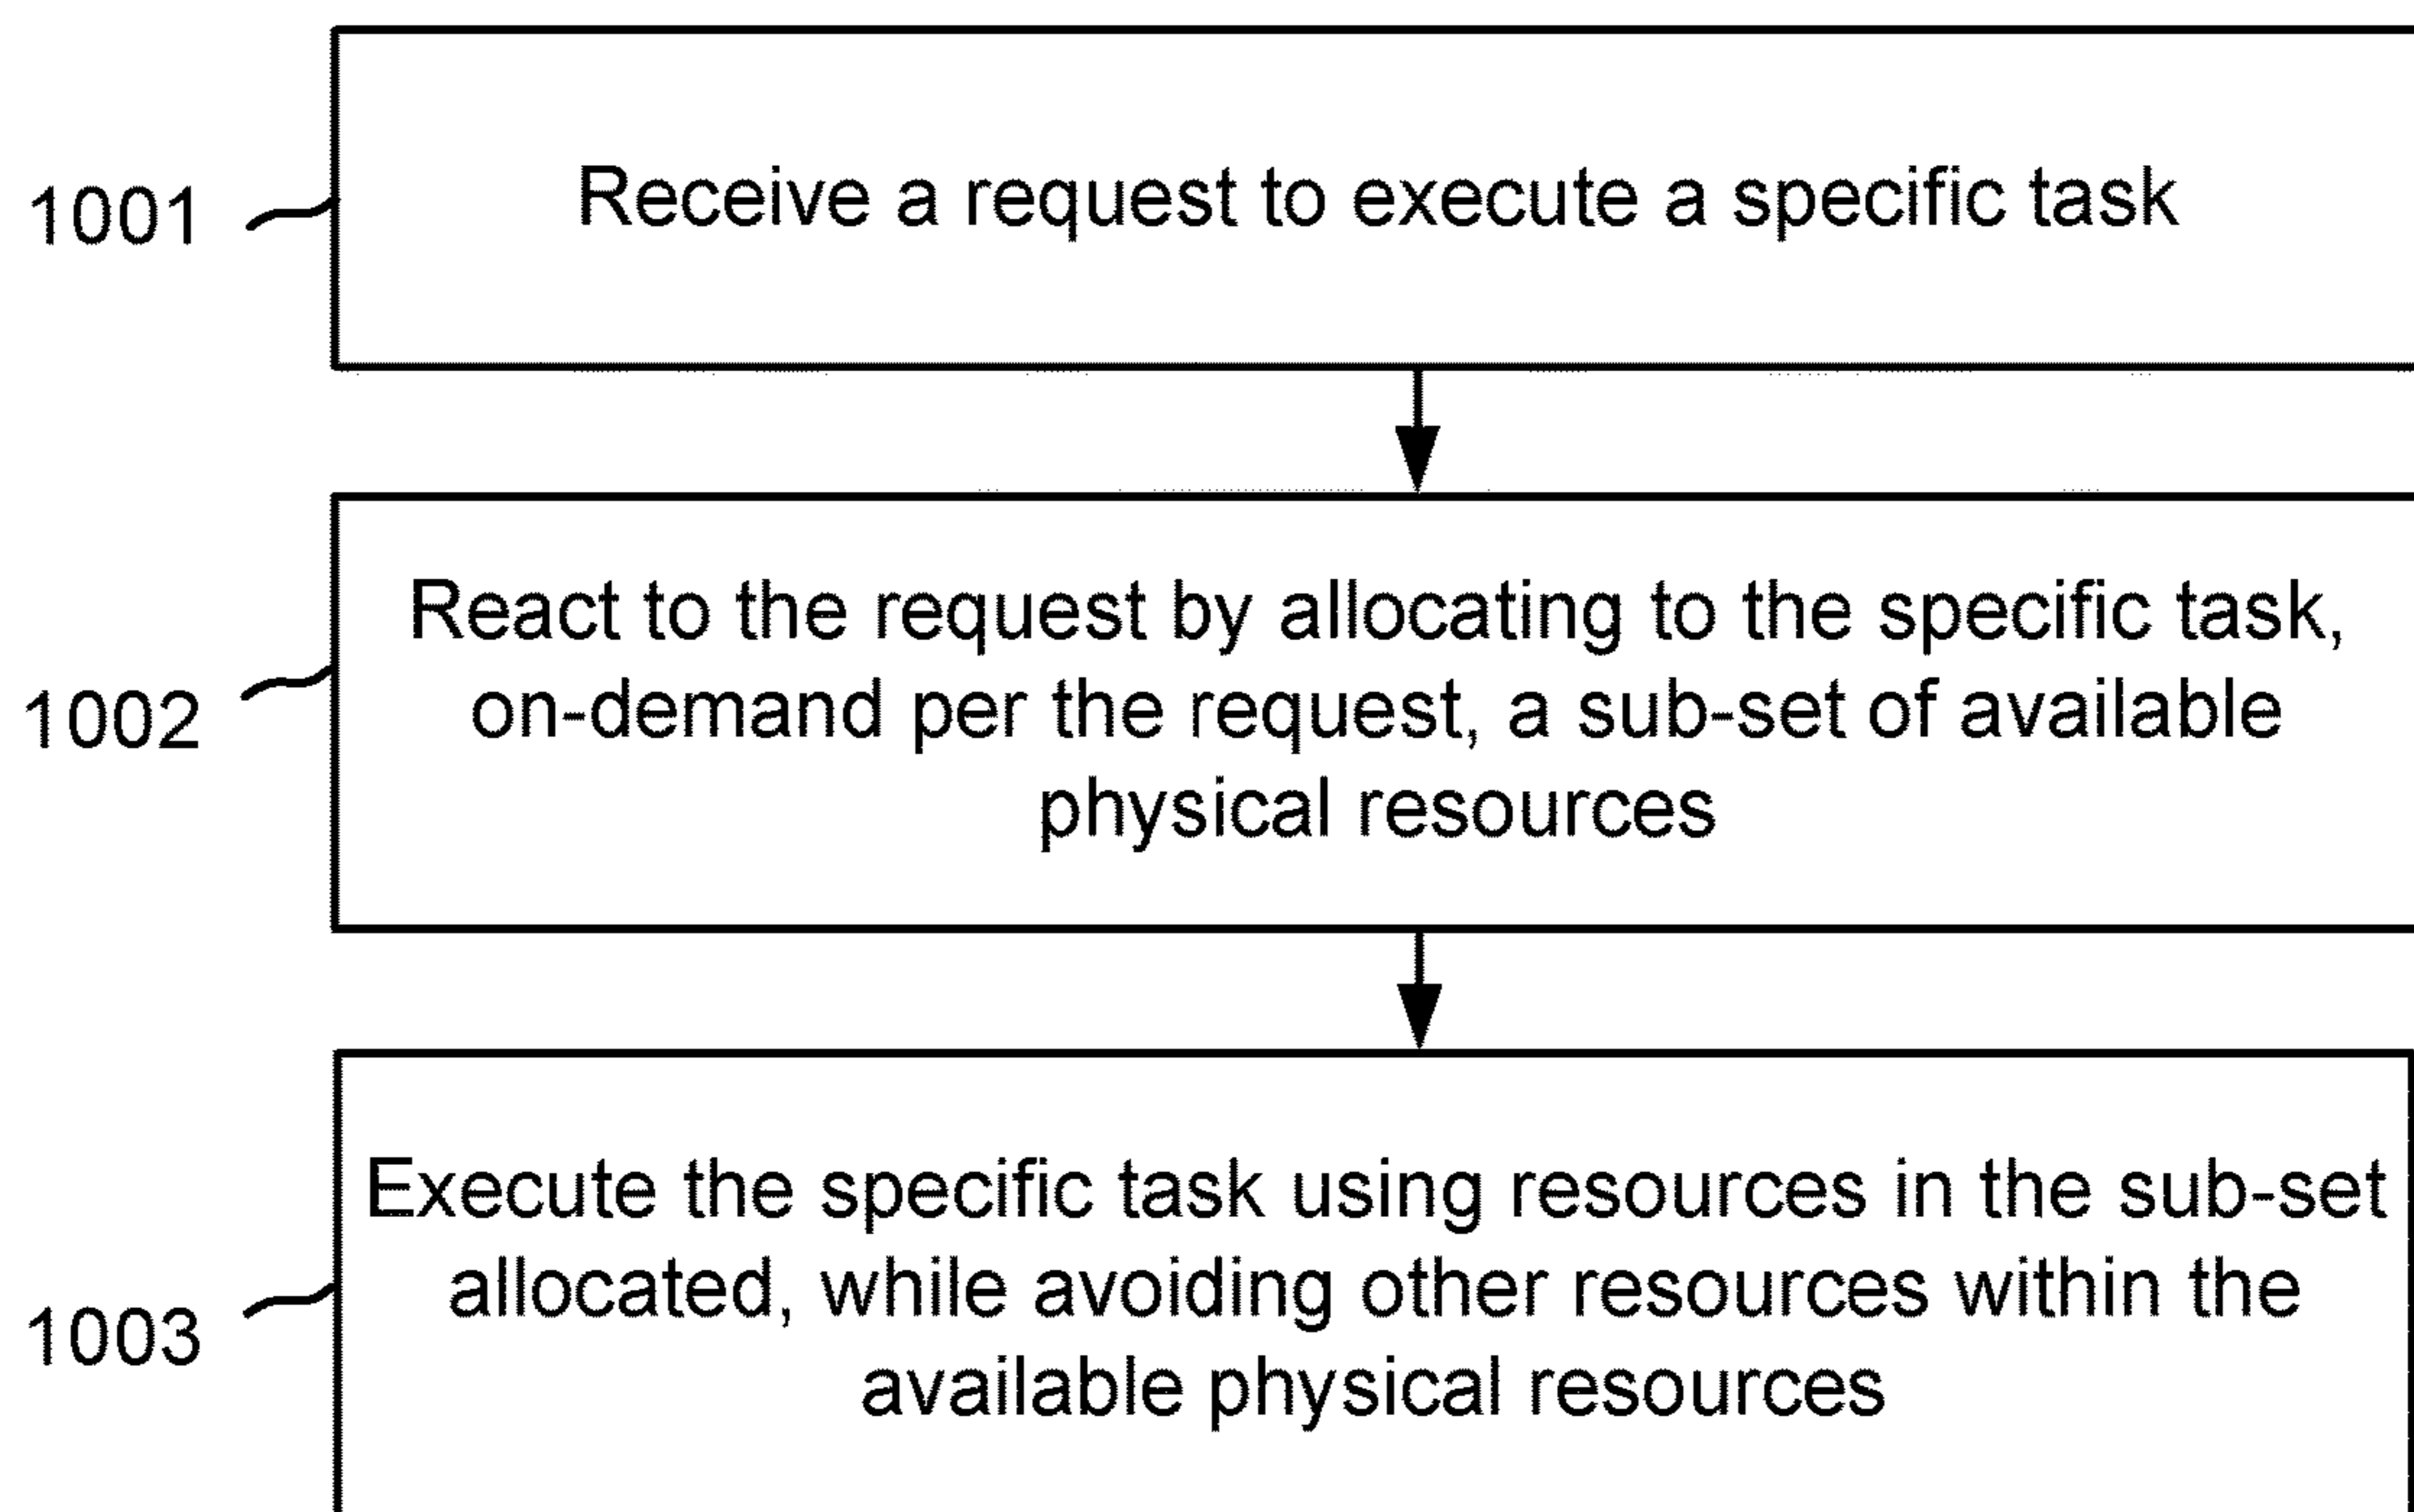 1001
Receive a request to execute a specific task
1002
React to the request by allocating to the specific task,
on-demand per the request, a sub-set of available
physical resources
1003
Execute the specific task using resources in the sub-set
allocated, while avoiding other resources within the
available physical resources